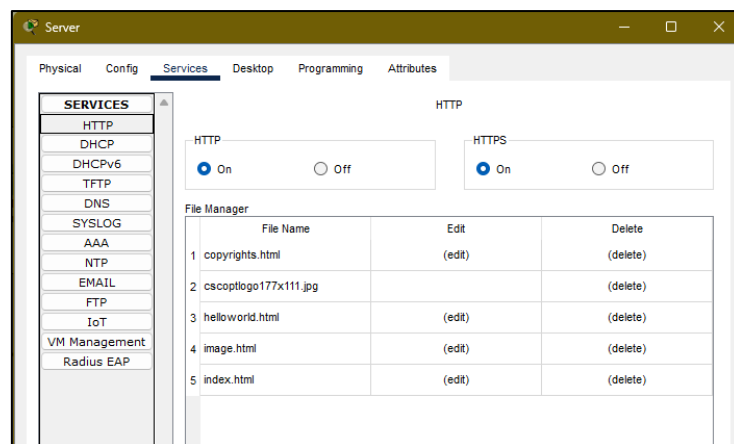 Server
Physical Config Services Desktop Programming Attributes
SERVICES
HTTP
DHCP
DHCPv6
TFTP
DNS
SYSLOG
AAA
NTP
EMAIL
FTP
IoT
VM Management
Radius EAP
HTTP
HTTP
On Off
HTTPS
On Off
File Manager
File Name Edit Delete
1 copyrights.html (edit) (delete)
2 cscoptlogo177x111.jpg (delete)
3 helloworld.html (edit) (delete)
4 image.html (edit) (delete)
5 index.html (edit) (delete)